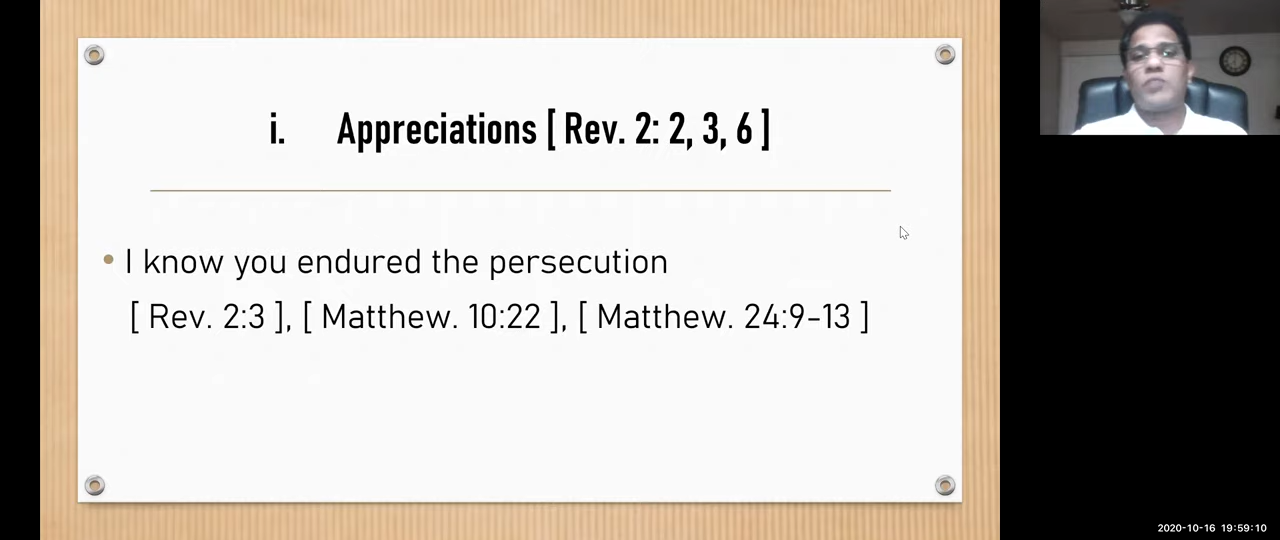 i. Appreciations [ Rev. 2: 2, 3, 6 ]
• I know you endured the persecution
[ Rev. 2:3 ], [ Matthew. 10:22 ], [ Matthew. 24:9-13 ]
2020-10-16 19:59:10